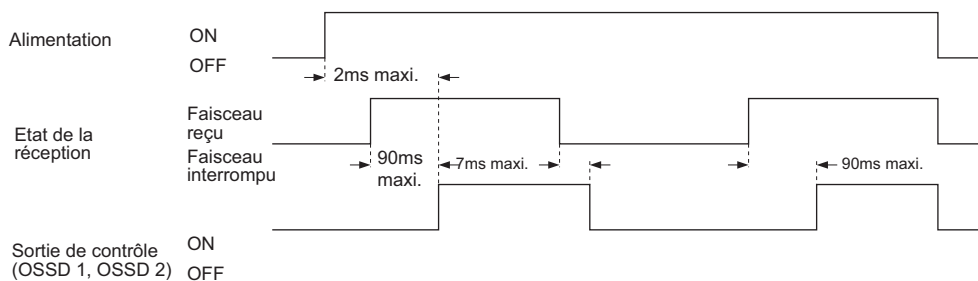 Alimentation
ON
OFF
2ms maxi.
Etat de la
réception
Faisceau
reçu
Faisceau
interrompu
90ms
maxi.
7ms maxi.
90ms maxi.
Sortie de contrôle
(OSSD 1, OSSD 2)
ON
OFF